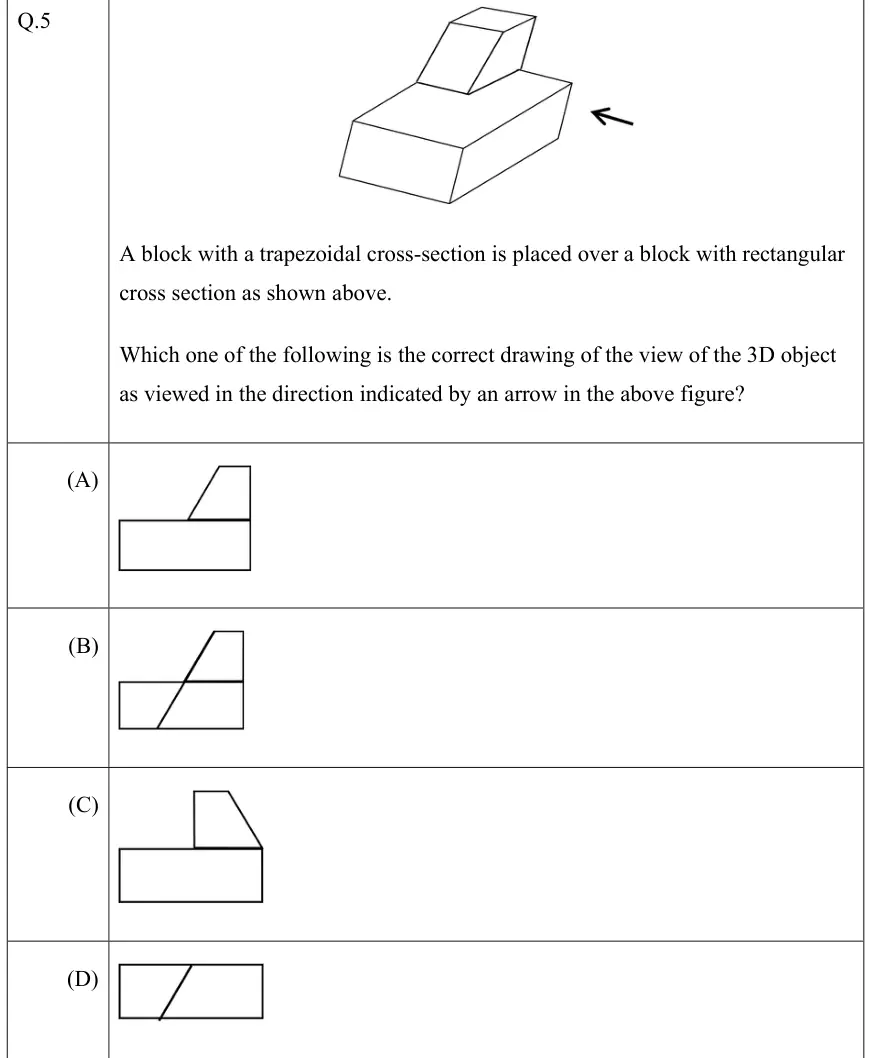 Q.5
A block with a trapezoidal cross-section is placed over a block with rectangular
cross section as shown above.
Which one of the following is the correct drawing of the view of the 3D object
as viewed in the direction indicated by an arrow in the above figure?
(A)
(B)
(C)
(D)